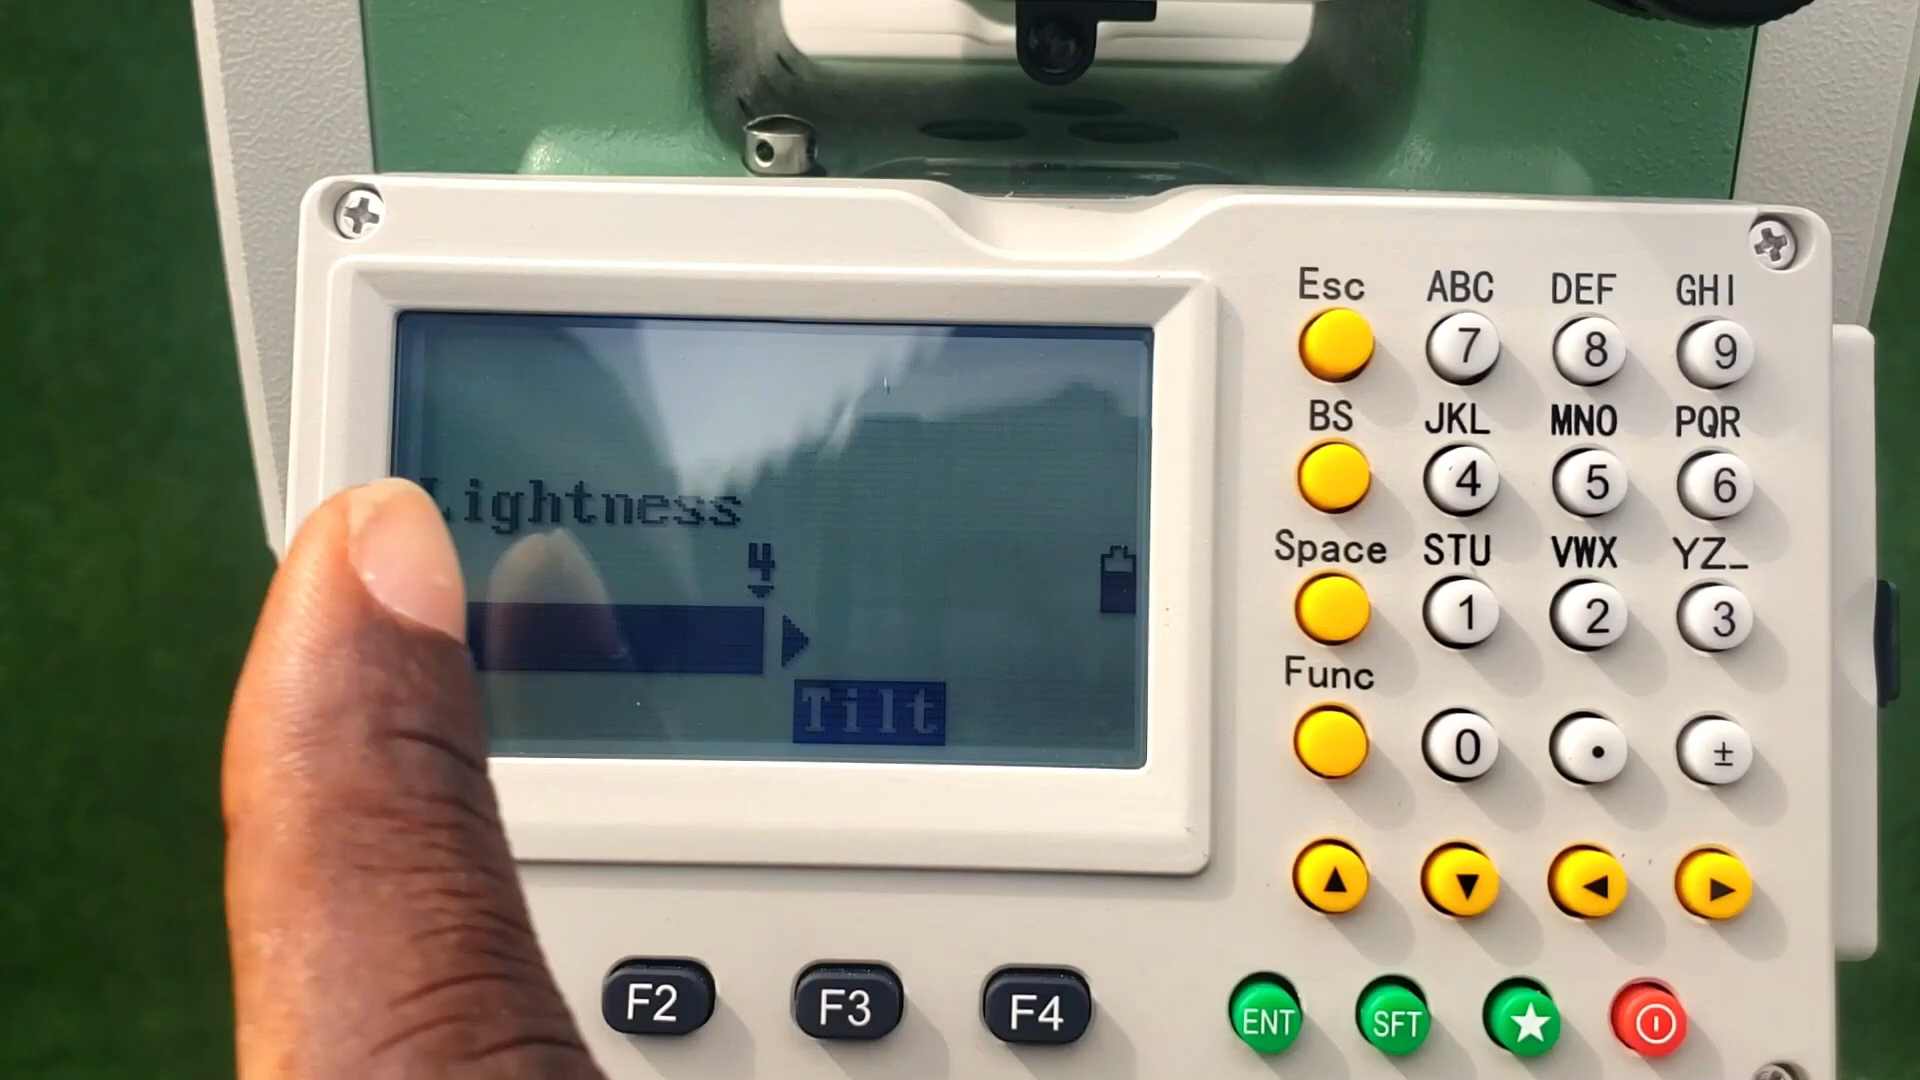 Lightness
4
Tilt
Esc ABC DEF GHI
7 8 9
BS JKL MNO PQR
4 5 6
Space STU VWX YZ_
1 2 3
Func
0 • ±
▲ ▼ ◀ ▶
F2 F3 F4 ENT SFT ★